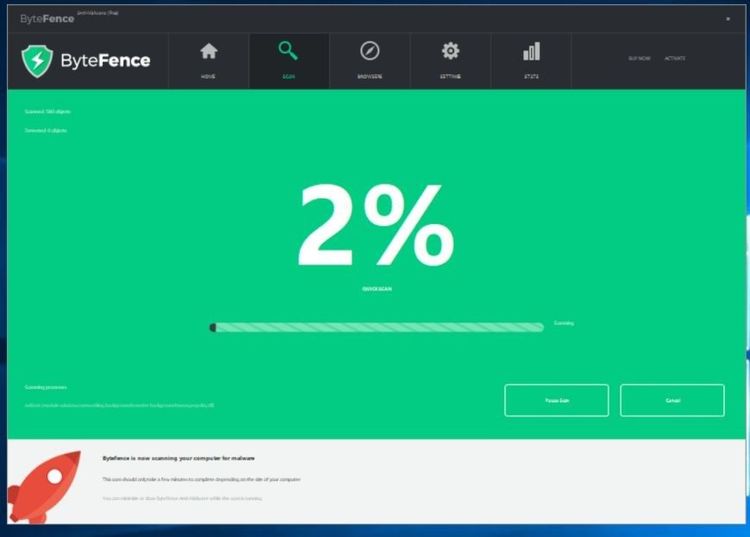 ByteFence Anti-Malware (Trial)
ByteFence
HOME
SCAN
BROWSERS
SETTINGS
STATS
BUY NOW
ACTIVATE
Scanned 580 objects
Detected 0 objects
2%
QUICK SCAN
Scanning
Scanning processes
Pause Scan
Cancel
ByteFence is now scanning your computer for malware
This scan should only take a few minutes to complete depending on the size of your computer
You can minimize or close ByteFence Anti-Malware while the scan is running